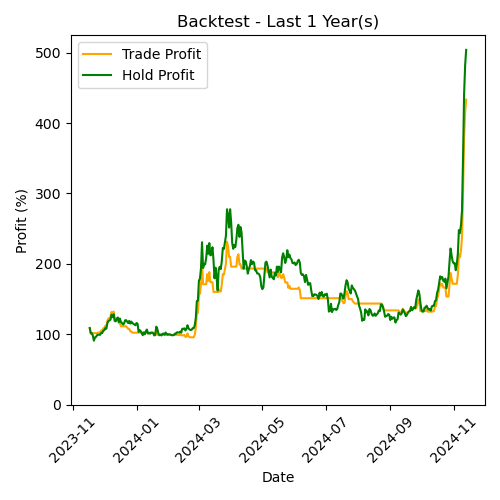 Backtest - Last 1 Year(s)
Trade Profit
Hold Profit
Profit (%)
500
400
300
200
100
0
2023-11
2024-01
2024-03
2024-05
2024-07
2024-09
2024-11
Date